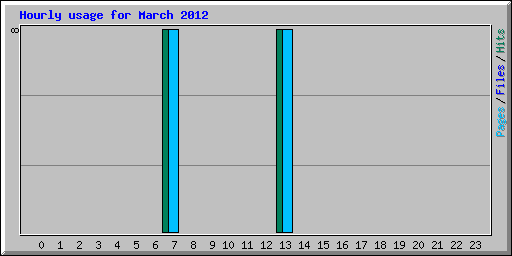 Hourly usage for March 2012
8
Pages/Files/Hits
0 1 2 3 4 5 6 7 8 9 10 11 12 13 14 15 16 17 18 19 20 21 22 23